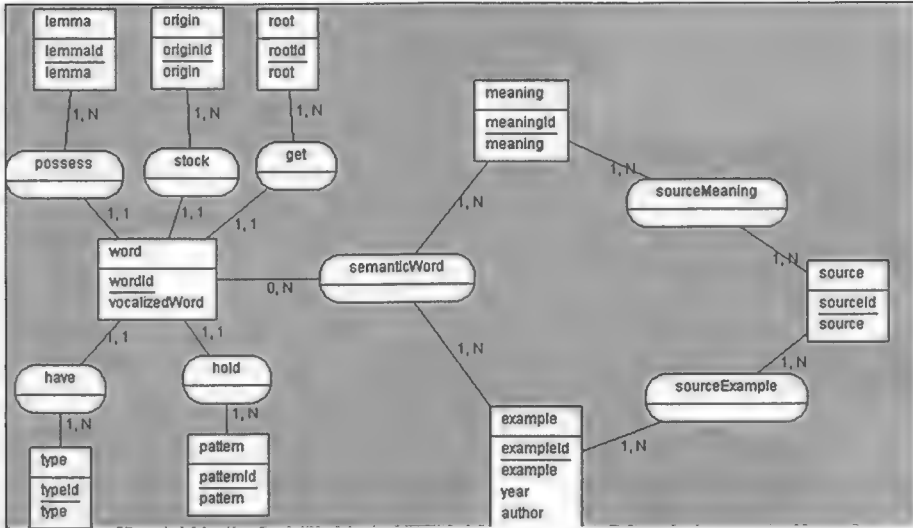 lemma
lemmaId
lemma
origin
originId
origin
root
rootId
root
1, N
1, N
1, N
possess
stock
get
1, 1
1, 1
1, 1
word
wordId
vocalizedWord
0, N
semanticWord
1, N
meaning
meaningId
meaning
1, N
sourceMeaning
1, N
source
sourceId
source
1, N
sourceExample
1, N
1, N
example
exampleId
example
year
author
1, 1
1, 1
have
hold
1, N
1, N
type
typeId
type
pattern
patternId
pattern